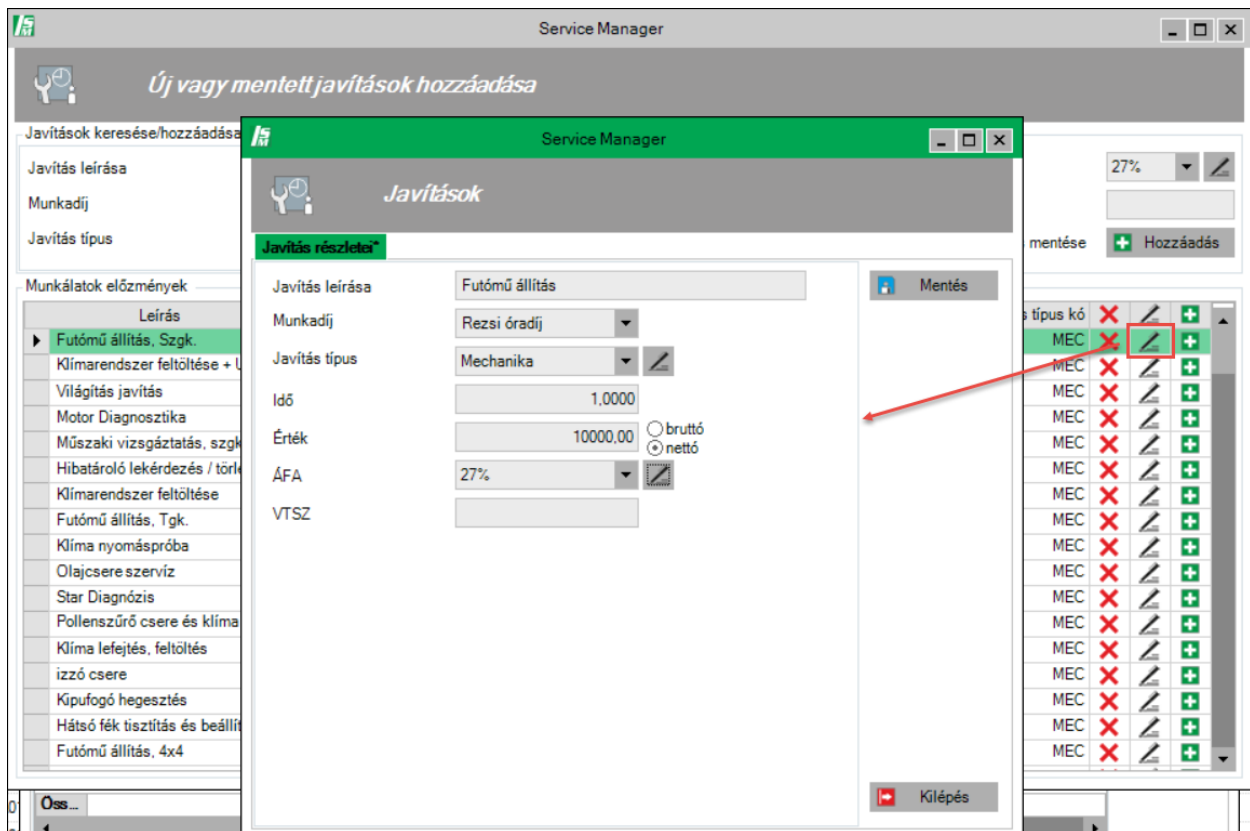 Service Manager
Új vagy mentett javítások hozzáadása
Javítások keresése/hozzáadása
Javítás leírása
27%
Munkadíj
Javítás típus
mentése
Hozzáadás
Munkálatok előzmények
Leírás
típus kó
Futómű állítás, Szgk.
MEC
Klímarendszer feltöltése +
MEC
Világítás javítás
MEC
Motor Diagnosztika
MEC
Műszaki vizsgáztatás, szgk
MEC
Hibatároló lekérdezés / törl
MEC
Klímarendszer feltöltése
MEC
Futómű állítás, Tgk.
MEC
Klíma nyomáspróba
MEC
Olajcsere szervíz
MEC
Star Diagnózis
MEC
Pollenszűrő csere és klíma
MEC
Klíma lefejtés, feltöltés
MEC
izzó csere
MEC
Kipufogó hegesztés
MEC
Hátsó fék tisztítás és beállít
MEC
Futómű állítás, 4x4
MEC
Öss...
Service Manager
Javítások
Javítás részletei*
Javítás leírása
Futómű állítás
Mentés
Munkadíj
Rezsi óradíj
Javítás típus
Mechanika
Idő
1,0000
Érték
10000,00
bruttó
nettó
ÁFA
27%
VTSZ
Kilépés